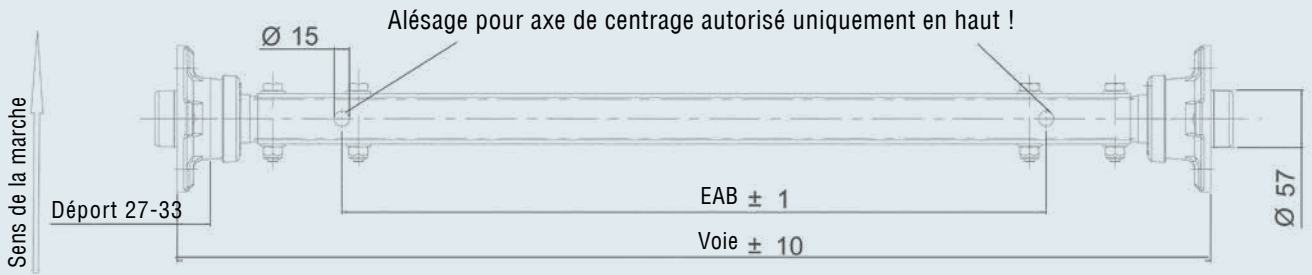 Alésage pour axe de centrage autorisé uniquement en haut !
Ø 15
Sens de la marche
Déport 27-33
EAB ± 1
Voie ± 10
Ø 57